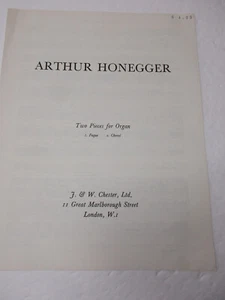 ARTHUR HONEGGER
Two Pieces for Organ
1. Fugue 2. Choral
J. & W. Chester, Ltd.
11 Great Marlborough Street
London, W.1